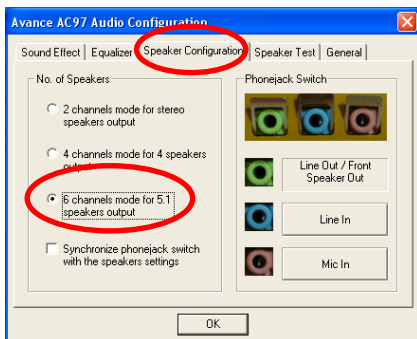 Avance AC97 Audio Configuration
Sound Effect
Equalizer
Speaker Configuration
Speaker Test
General
No. of Speakers
2 channels mode for stereo
speakers output
4 channels mode for 4 speakers
output
6 channels mode for 5.1
speakers output
Synchronize phonejack switch
with the speakers settings
Phonejack Switch
Line Out / Front
Speaker Out
Line In
Mic In
OK